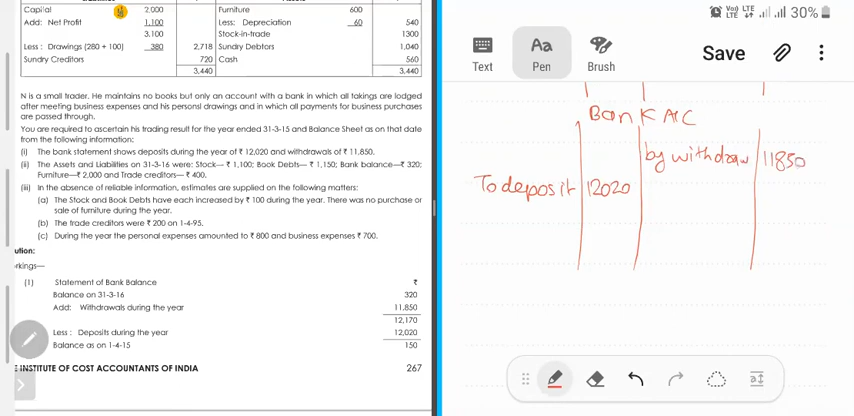 Capital 2,000 Furniture 600
Add: Net Profit 1,100 Less: Depreciation 60 540
3,100 Stock-in-trade 1300
Less : Drawings (280 + 100) 380 2,718 Sundry Debtors 1,040
Sundry Creditors 720 Cash 560
3,440 3,440
N is a small trader. He maintains no books but only an account with a bank in which all takings are lodged
after meeting business expenses and his personal drawings and in which all payments for business purchases
are passed through.
You are required to ascertain his trading result for the year ended 31-3-15 and Balance Sheet as on that date
from the following information:
(i) The bank statement shows deposits during the year of ₹ 12,020 and withdrawals of ₹ 11,850.
(ii) The Assets and Liabilities on 31-3-16 were: Stock—₹ 1,100; Book Debts—₹ 1,150; Bank balance—₹ 320;
Furniture—₹ 2,000 and Trade creditors—₹ 400.
(iii) In the absence of reliable information, estimates are supplied on the following matters:
(a) The Stock and Book Debts have each increased by ₹ 100 during the year. There was no purchase or
sale of furniture during the year.
(b) The trade creditors were ₹ 200 on 1-4-95.
(c) During the year the personal expenses amounted to ₹ 800 and business expenses ₹ 700.
ution:
rkings—
(1) Statement of Bank Balance ₹
Balance on 31-3-16 320
Add: Withdrawals during the year 11,850
12,170
Less : Deposits during the year 12,020
Balance as on 1-4-15 150
E INSTITUTE OF COST ACCOUNTANTS OF INDIA 267
Vo)) LTE
LTE
30%
Text
Aa
Pen
Brush
Save
Bank A/C
by withdraw 11850
To deposit 12020